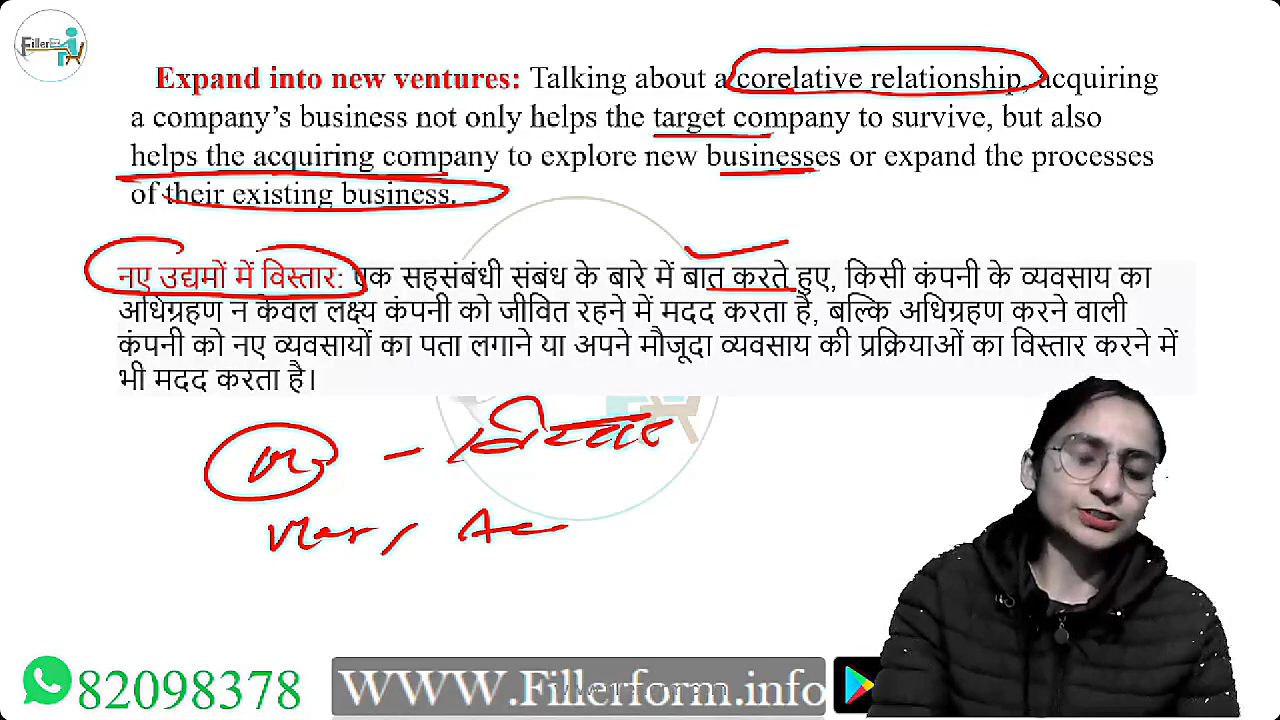 Filler
Expand into new ventures: Talking about a corelative relationship, acquiring
a company's business not only helps the target company to survive, but also
helps the acquiring company to explore new businesses or expand the processes
of their existing business.
नए उद्यमों में विस्तार: एक सहसंबंधी संबंध के बारे में बात करते हुए, किसी कंपनी के व्यवसाय का
अधिग्रहण न केवल लक्ष्य कंपनी को जीवित रहने में मदद करता है, बल्कि अधिग्रहण करने वाली
कंपनी को नए व्यवसायों का पता लगाने या अपने मौजूदा व्यवसाय की प्रक्रियाओं का विस्तार करने में
भी मदद करता है।
82098378 WWW.Fillerform.info